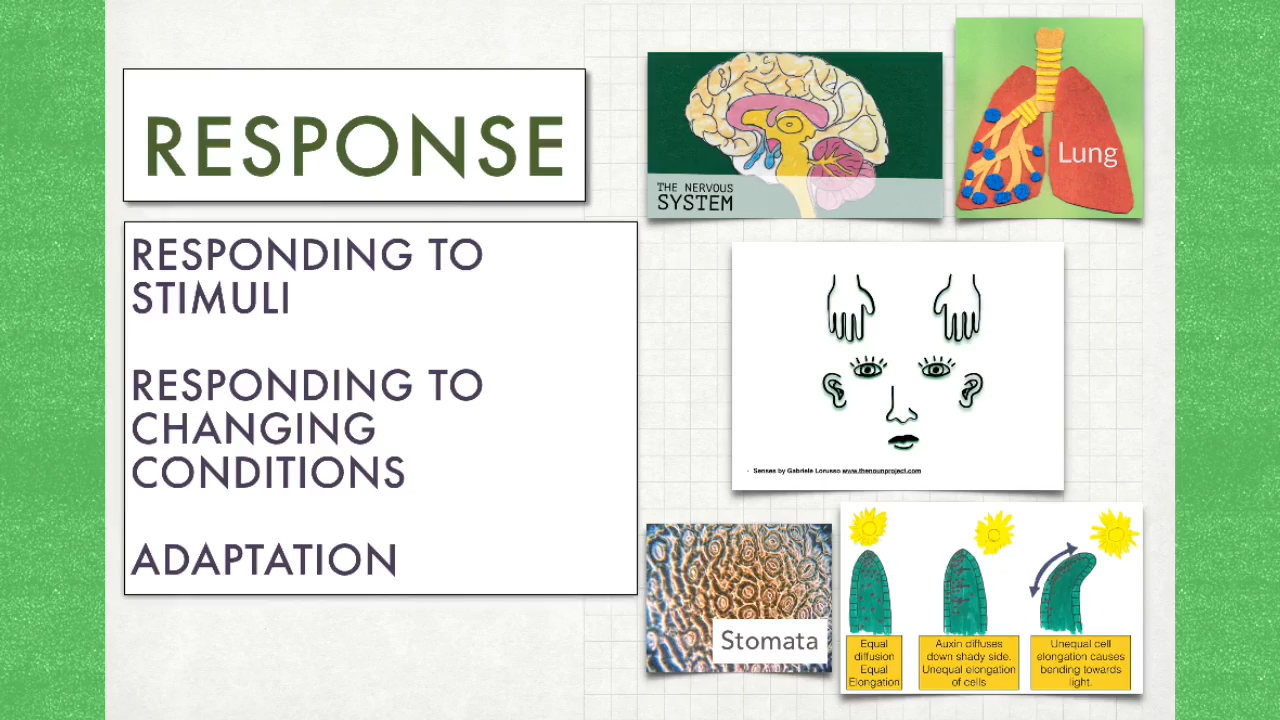 RESPONSE
RESPONDING TO
STIMULI
RESPONDING TO
CHANGING
CONDITIONS
ADAPTATION
THE NERVOUS
SYSTEM
Lung
• Senses by Gabriele Lorusso www.thenounproject.com
Stomata
Equal
diffusion
Equal
Elongation
Auxin diffuses
down shady side.
Unequal elongation
of cells
Unequal cell
elongation causes
bending towards
light.